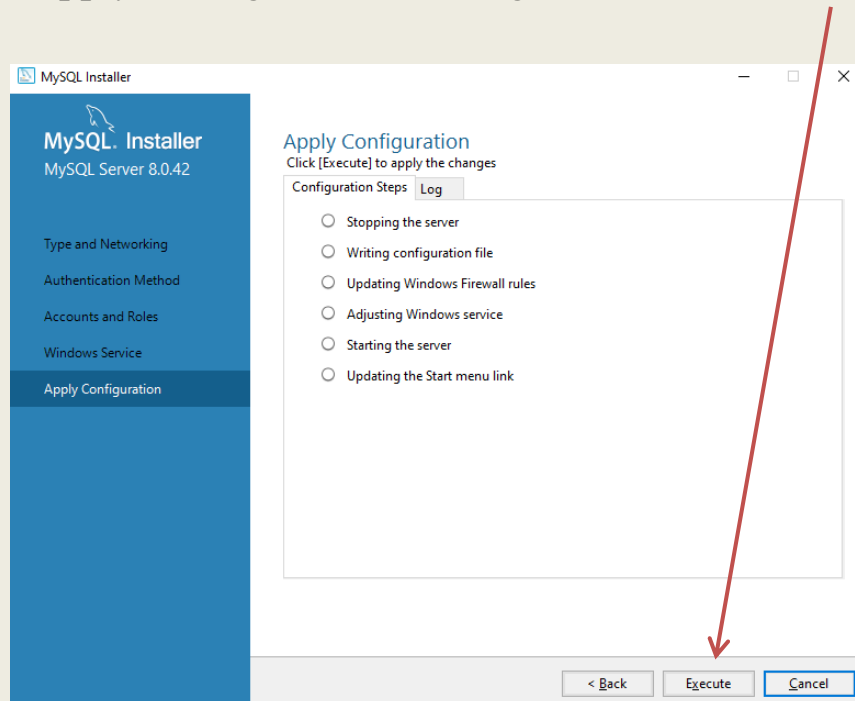 MySQL Installer
MySQL. Installer
MySQL Server 8.0.42
Type and Networking
Authentication Method
Accounts and Roles
Windows Service
Apply Configuration
Apply Configuration
Click [Execute] to apply the changes
Configuration Steps Log
Stopping the server
Writing configuration file
Updating Windows Firewall rules
Adjusting Windows service
Starting the server
Updating the Start menu link
< Back Execute Cancel